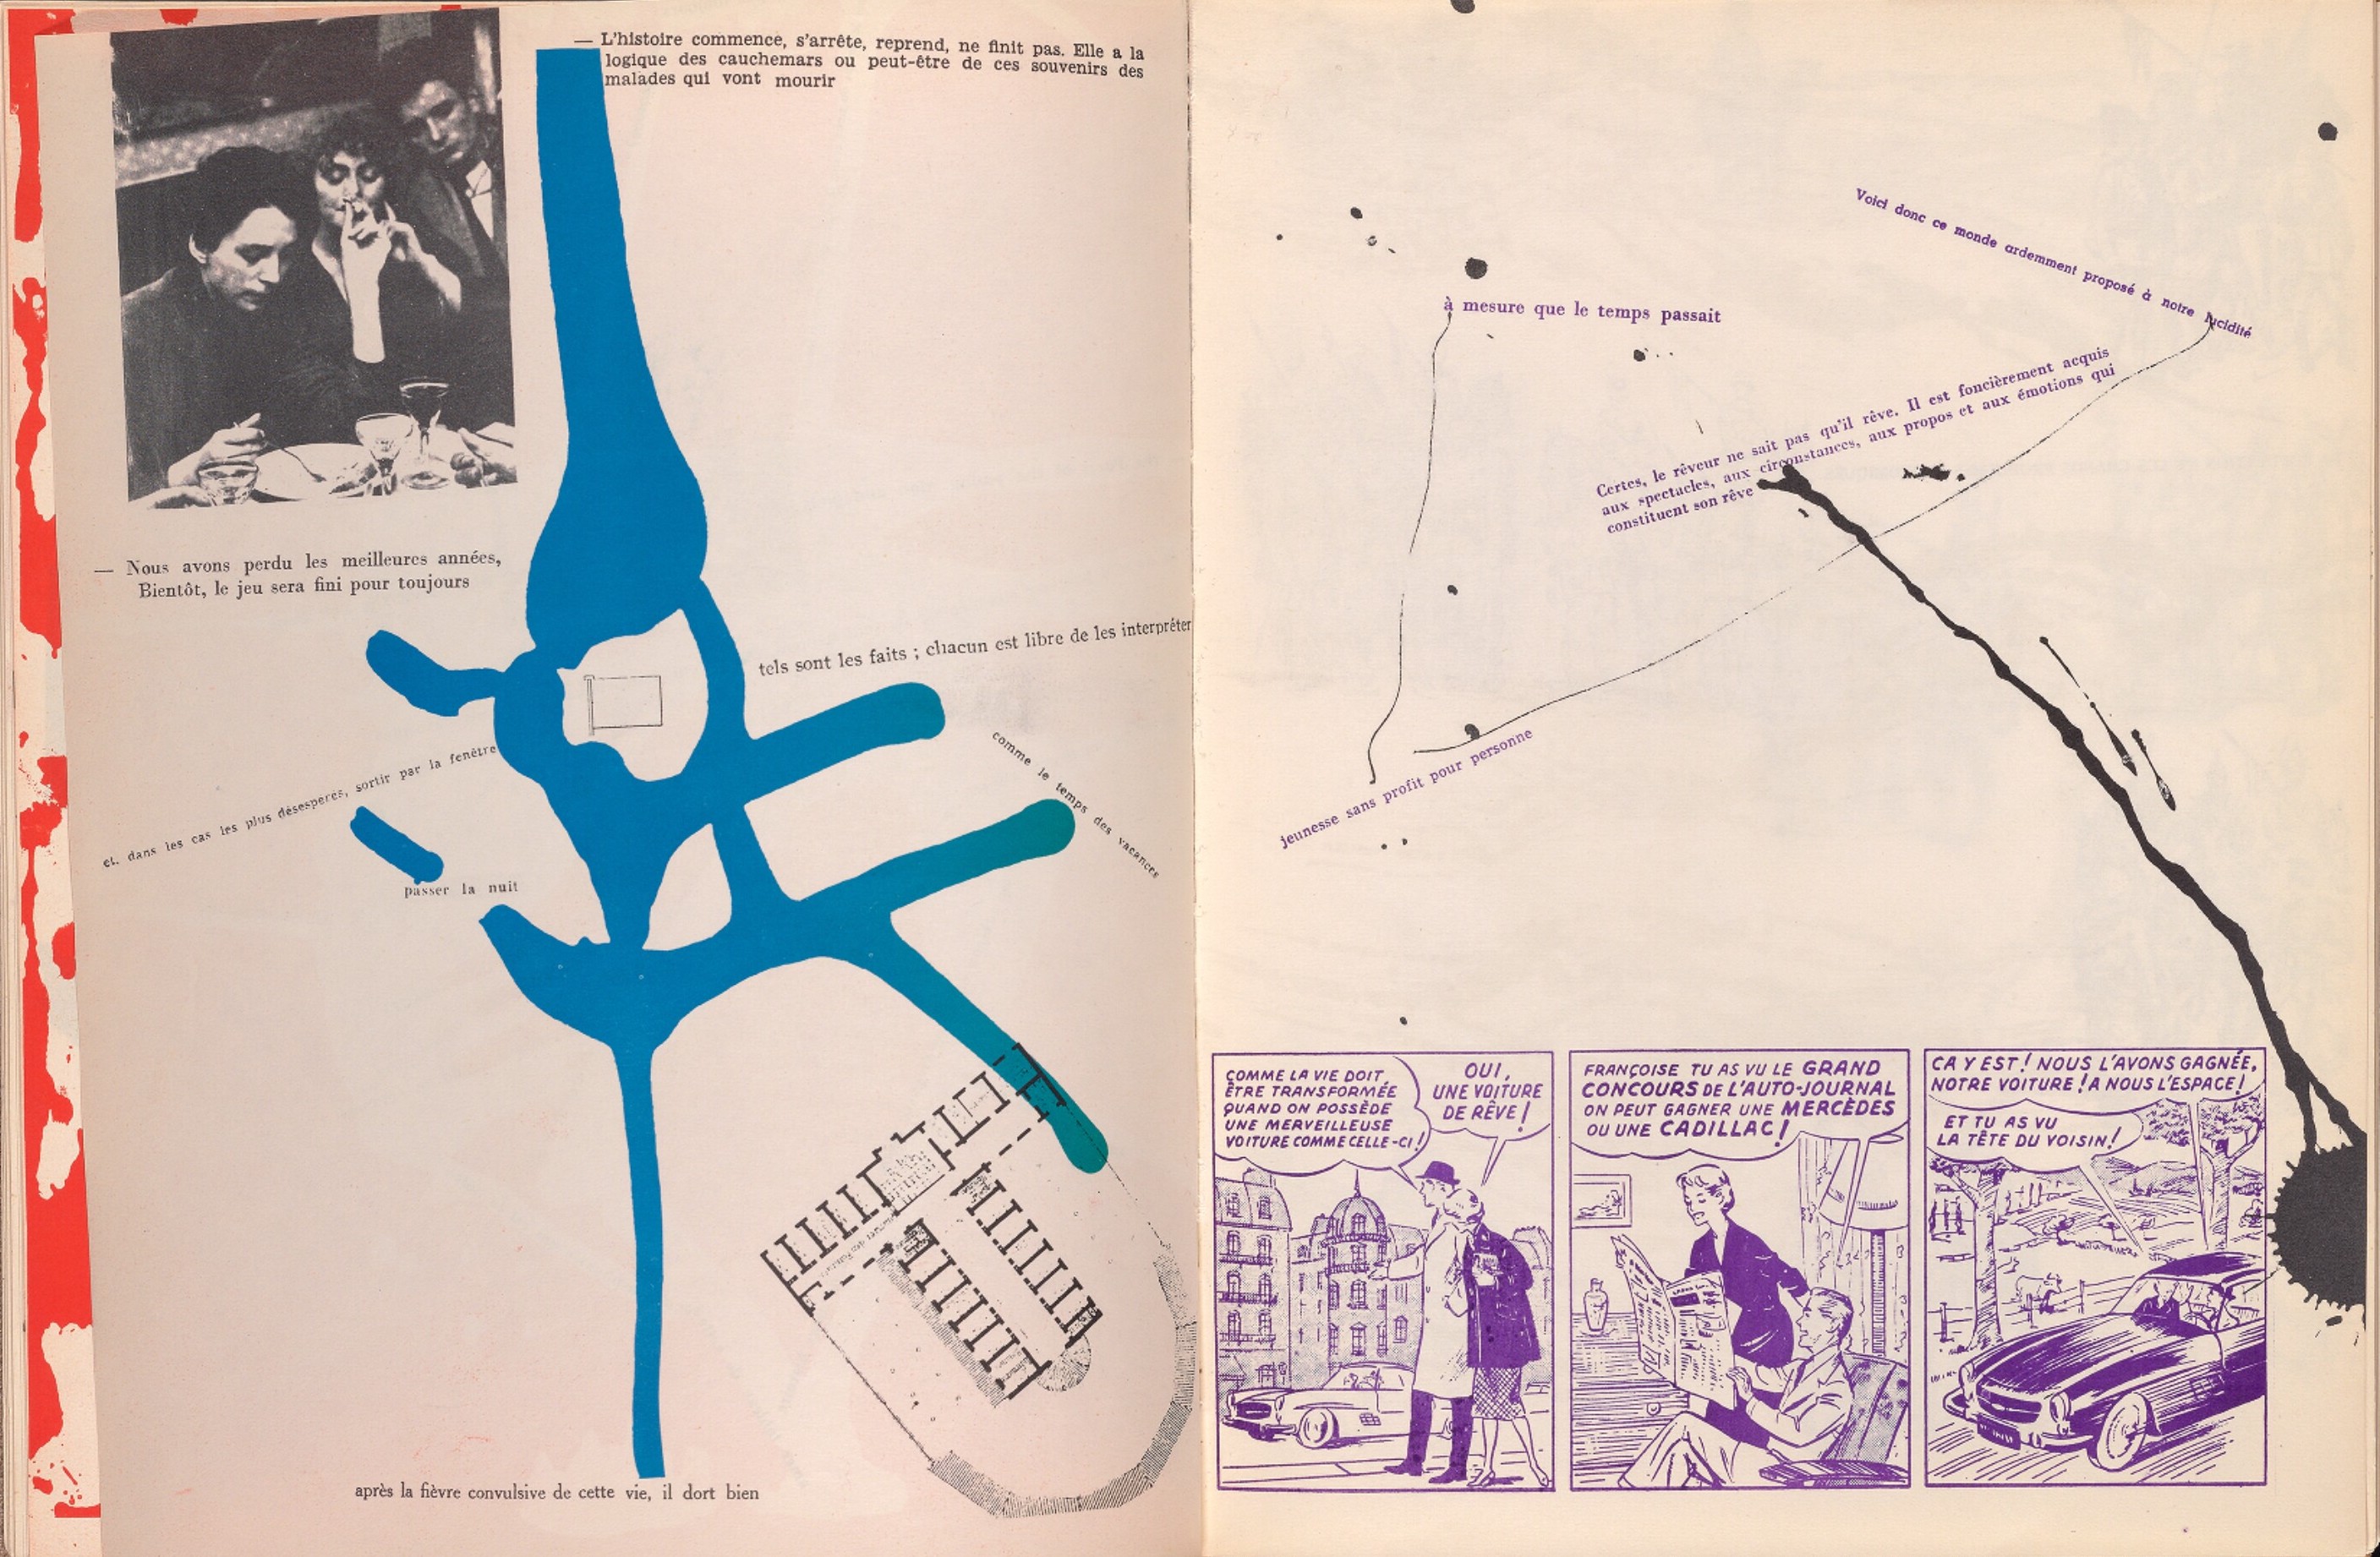 — L'histoire commence, s'arrête, reprend, ne finit pas. Elle a la
logique des cauchemars ou peut-être de ces souvenirs des
malades qui vont mourir
— Nous avons perdu les meilleures années,
Bientôt, le jeu sera fini pour toujours
tels sont les faits ; chacun est libre de les interpréter
et. dans les cas les plus désespérés, sortir par la fenêtre
comme le temps des vacances
passer la nuit
après la fièvre convulsive de cette vie, il dort bien
Voici donc ce monde ardemment proposé à notre lucidité
à mesure que le temps passait
Certes, le rêveur ne sait pas qu'il rêve. Il est foncièrement acquis
aux spectacles, aux circonstances, aux propos et aux émotions qui
constituent son rêve
jeunesse sans profit pour personne
COMME LA VIE DOIT
ÊTRE TRANSFORMÉE
QUAND ON POSSÈDE
UNE MERVEILLEUSE
VOITURE COMME CELLE-CI !
OUI,
UNE VOITURE
DE RÊVE !
FRANÇOISE TU AS VU LE GRAND
CONCOURS DE L'AUTO-JOURNAL
ON PEUT GAGNER UNE MERCÈDES
OU UNE CADILLAC !
CA Y EST ! NOUS L'AVONS GAGNÉE,
NOTRE VOITURE ! A NOUS L'ESPACE !
ET TU AS VU
LA TÊTE DU VOISIN !